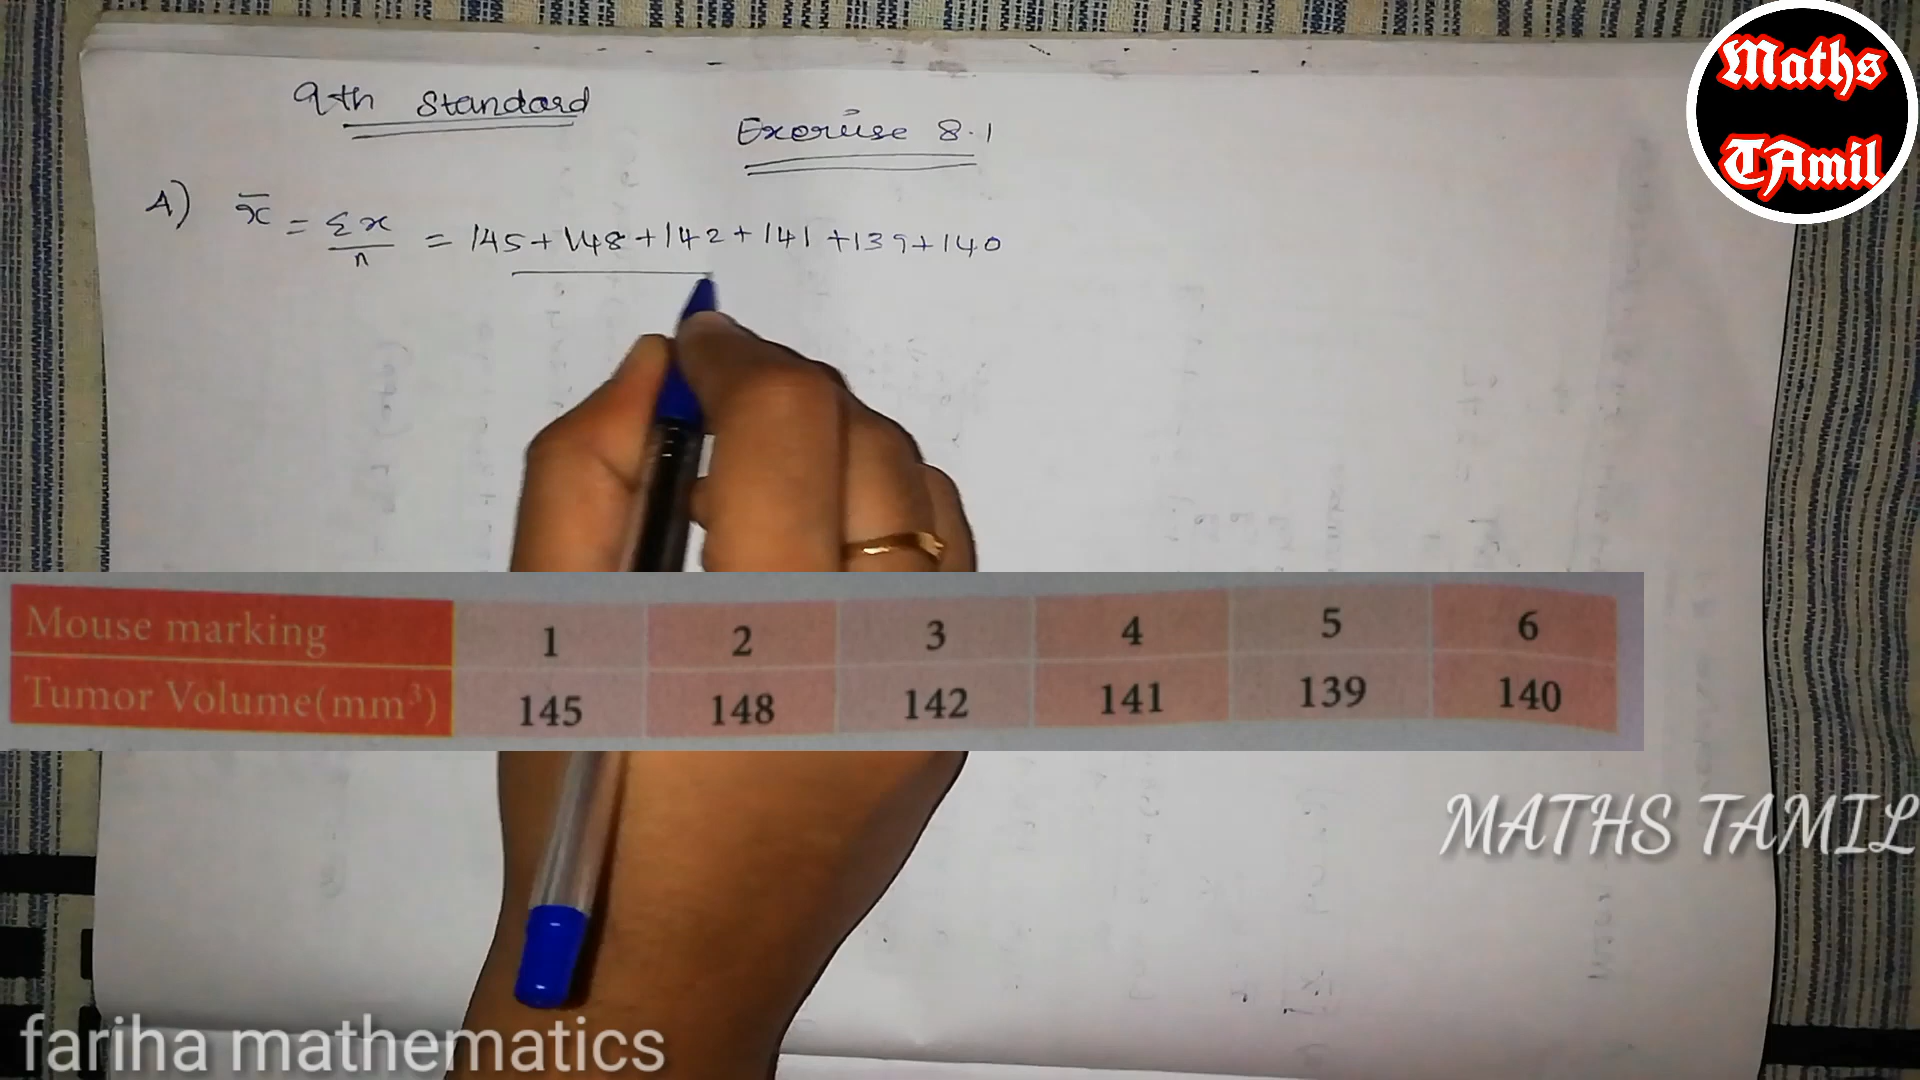 Maths
TAmil
9th Standard
Exercise 8.1
A) x̄ = Σx/n = 145+148+142+141+139+140
Mouse marking 1 2 3 4 5 6
Tumor Volume(mm³) 145 148 142 141 139 140
MATHS TAMIL
fariha mathematics